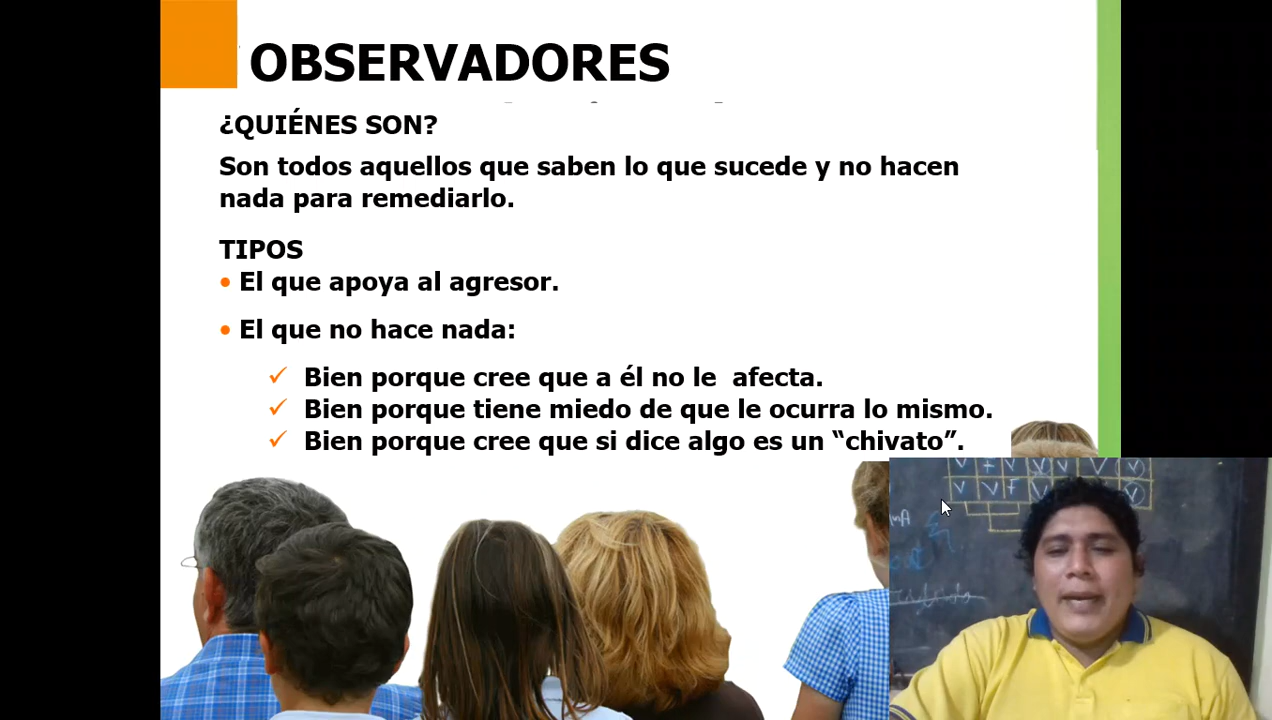 OBSERVADORES
¿QUIÉNES SON?
Son todos aquellos que saben lo que sucede y no hacen
nada para remediarlo.
TIPOS
• El que apoya al agresor.
• El que no hace nada:
✓ Bien porque cree que a él no le afecta.
✓ Bien porque tiene miedo de que le ocurra lo mismo.
✓ Bien porque cree que si dice algo es un “chivato”.
V F V V V V V
V V F V
V